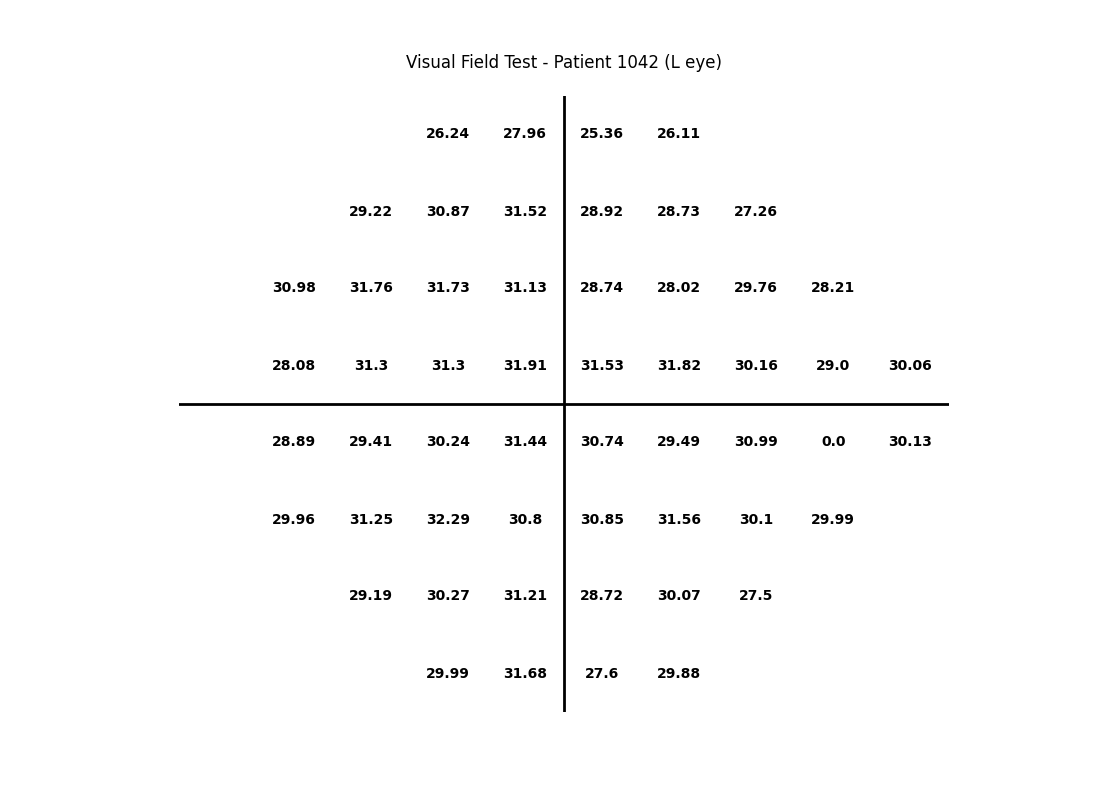 Visual Field Test - Patient 1042 (L eye)
26.24 27.96 25.36 26.11
29.22 30.87 31.52 28.92 28.73 27.26
30.98 31.76 31.73 31.13 28.74 28.02 29.76 28.21
28.08 31.3 31.3 31.91 31.53 31.82 30.16 29.0 30.06
28.89 29.41 30.24 31.44 30.74 29.49 30.99 0.0 30.13
29.96 31.25 32.29 30.8 30.85 31.56 30.1 29.99
29.19 30.27 31.21 28.72 30.07 27.5
29.99 31.68 27.6 29.88